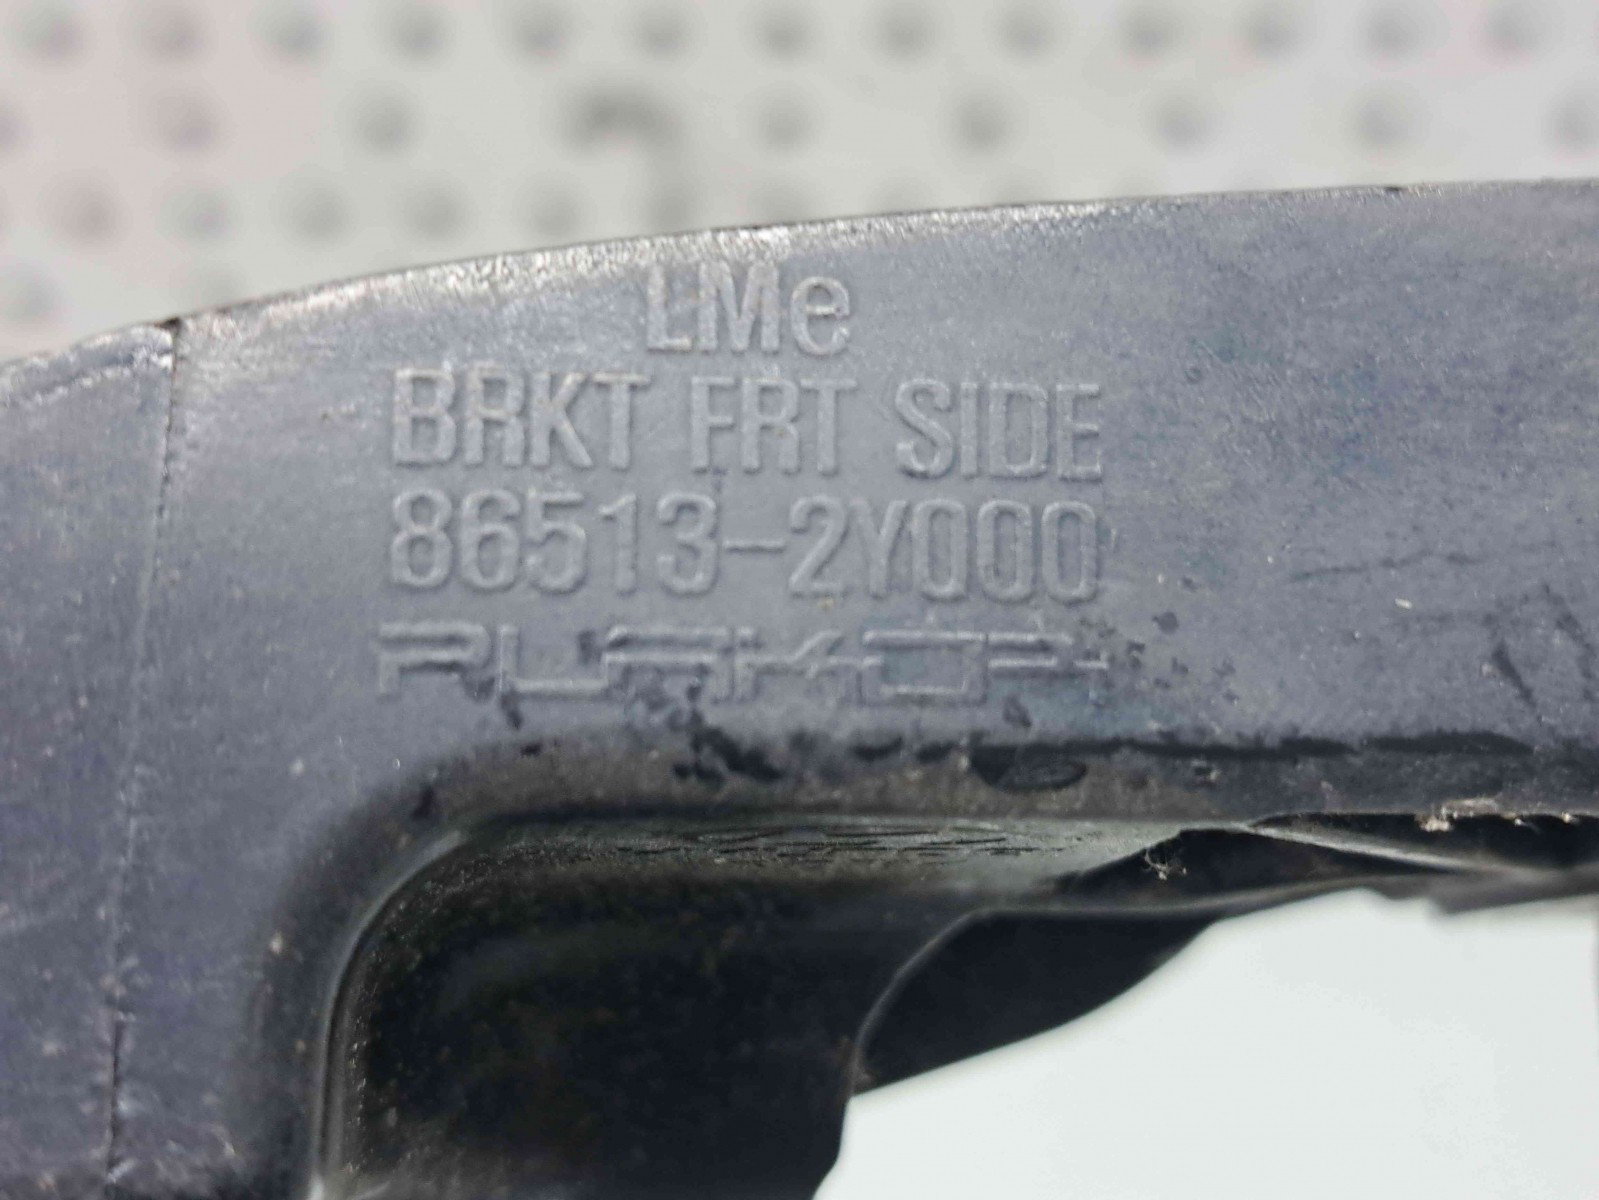 LMe
BRKT FRT SIDE
86513-2Y000